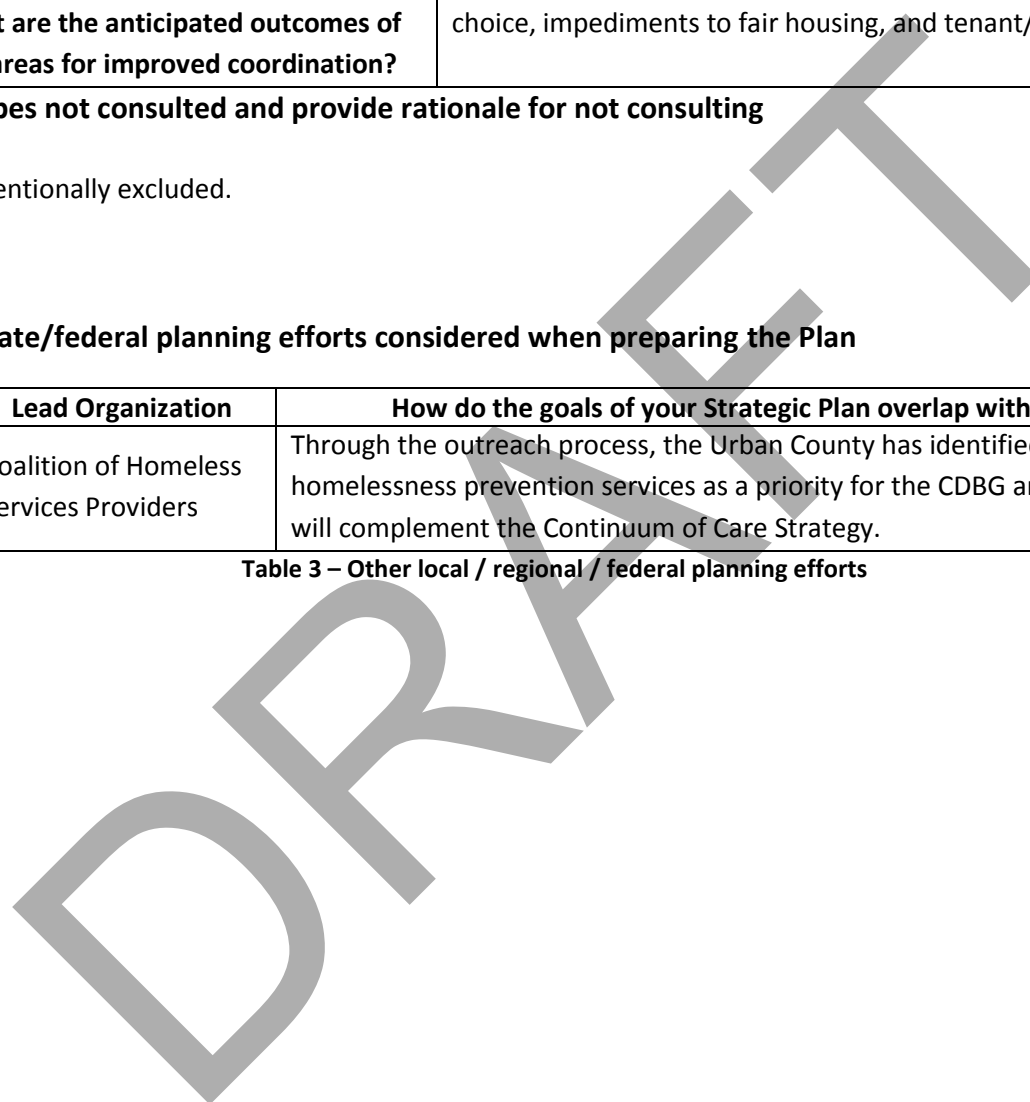 t are the anticipated outcomes of
areas for improved coordination?
choice, impediments to fair housing, and tenant/
pes not consulted and provide rationale for not consulting
entionally excluded.
ate/federal planning efforts considered when preparing the Plan
Lead Organization
How do the goals of your Strategic Plan overlap with
oalition of Homeless
ervices Providers
Through the outreach process, the Urban County has identifie
homelessness prevention services as a priority for the CDBG a
will complement the Continuum of Care Strategy.
Table 3 – Other local / regional / federal planning efforts
DRAFT